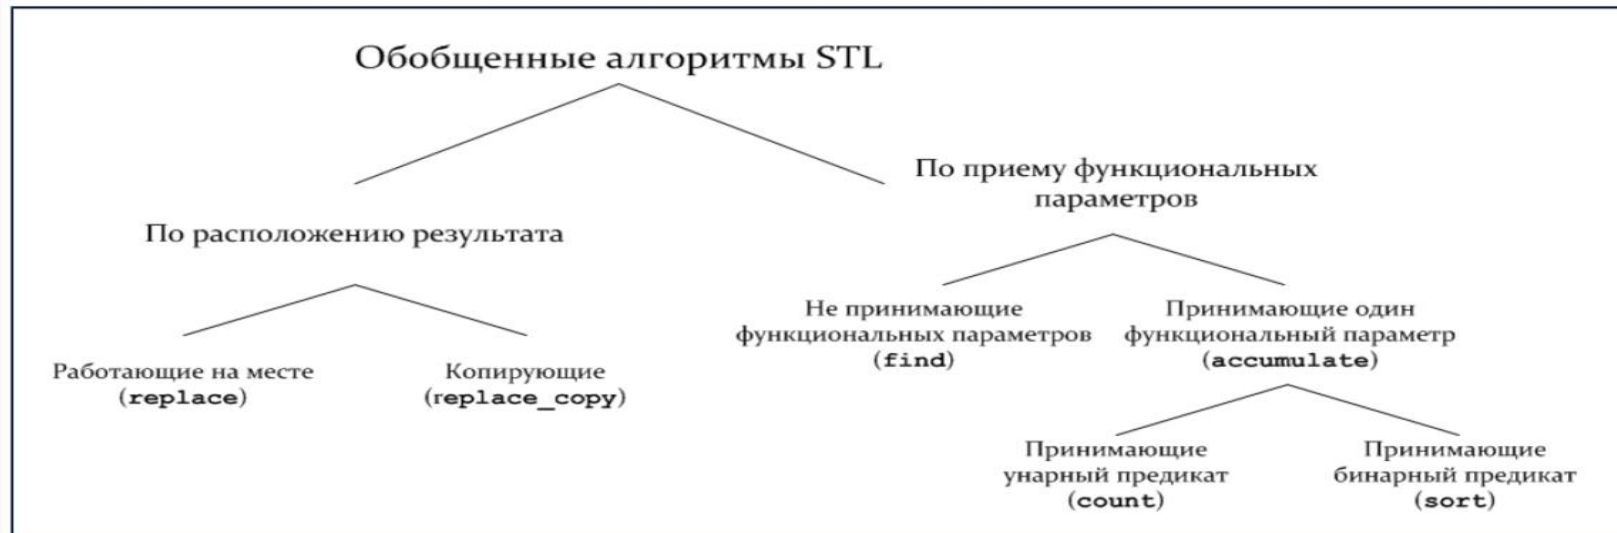 Обобщенные алгоритмы STL
По расположению результата
Работающие на месте
(replace)
Копирующие
(replace_copy)
По приему функциональных
параметров
Не принимающие
функциональных параметров
(find)
Принимающие один
функциональный параметр
(accumulate)
Принимающие
унарный предикат
(count)
Принимающие
бинарный предикат
(sort)